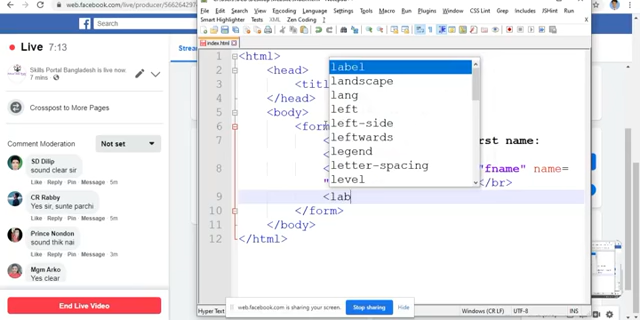 web.facebook.com/live/producer/566264297
Live 7:13
Skills Portal Bangladesh is live now
7 mins
Crosspost to More Pages
Comment Moderation
Not set
SD Dilip
sound clear sir
Like Reply Pin Message 5m
CR Rabby
Yes sir, sunte parchi
Like Reply Pin Message 5m
Prince Nondon
sound thik nai
Like Reply Pin Message 5m
Mgm Arko
Yes clear
Like Reply Pin Message 4m
End Live Video
File Edit Search View Encoding Language Settings Tools Macro Run Plugins Window CSS Lint Grep Inspect JSHint ? X
Smart Highlighter Tests XML Zen Coding
index.html
1 <html>
2 <head>
3 <titl
4 </head>
5 <body>
6 <form
7 < rst name:
8 < "fname" name=
" </br>
9 <lab
10 </form>
11 </body>
12 </html>
label
landscape
lang
left
left-side
leftwards
legend
letter-spacing
level
web.facebook.com is sharing your screen.
Stop sharing
Hide
Hyper Text
Windows (CR LF)
UTF-8
INS